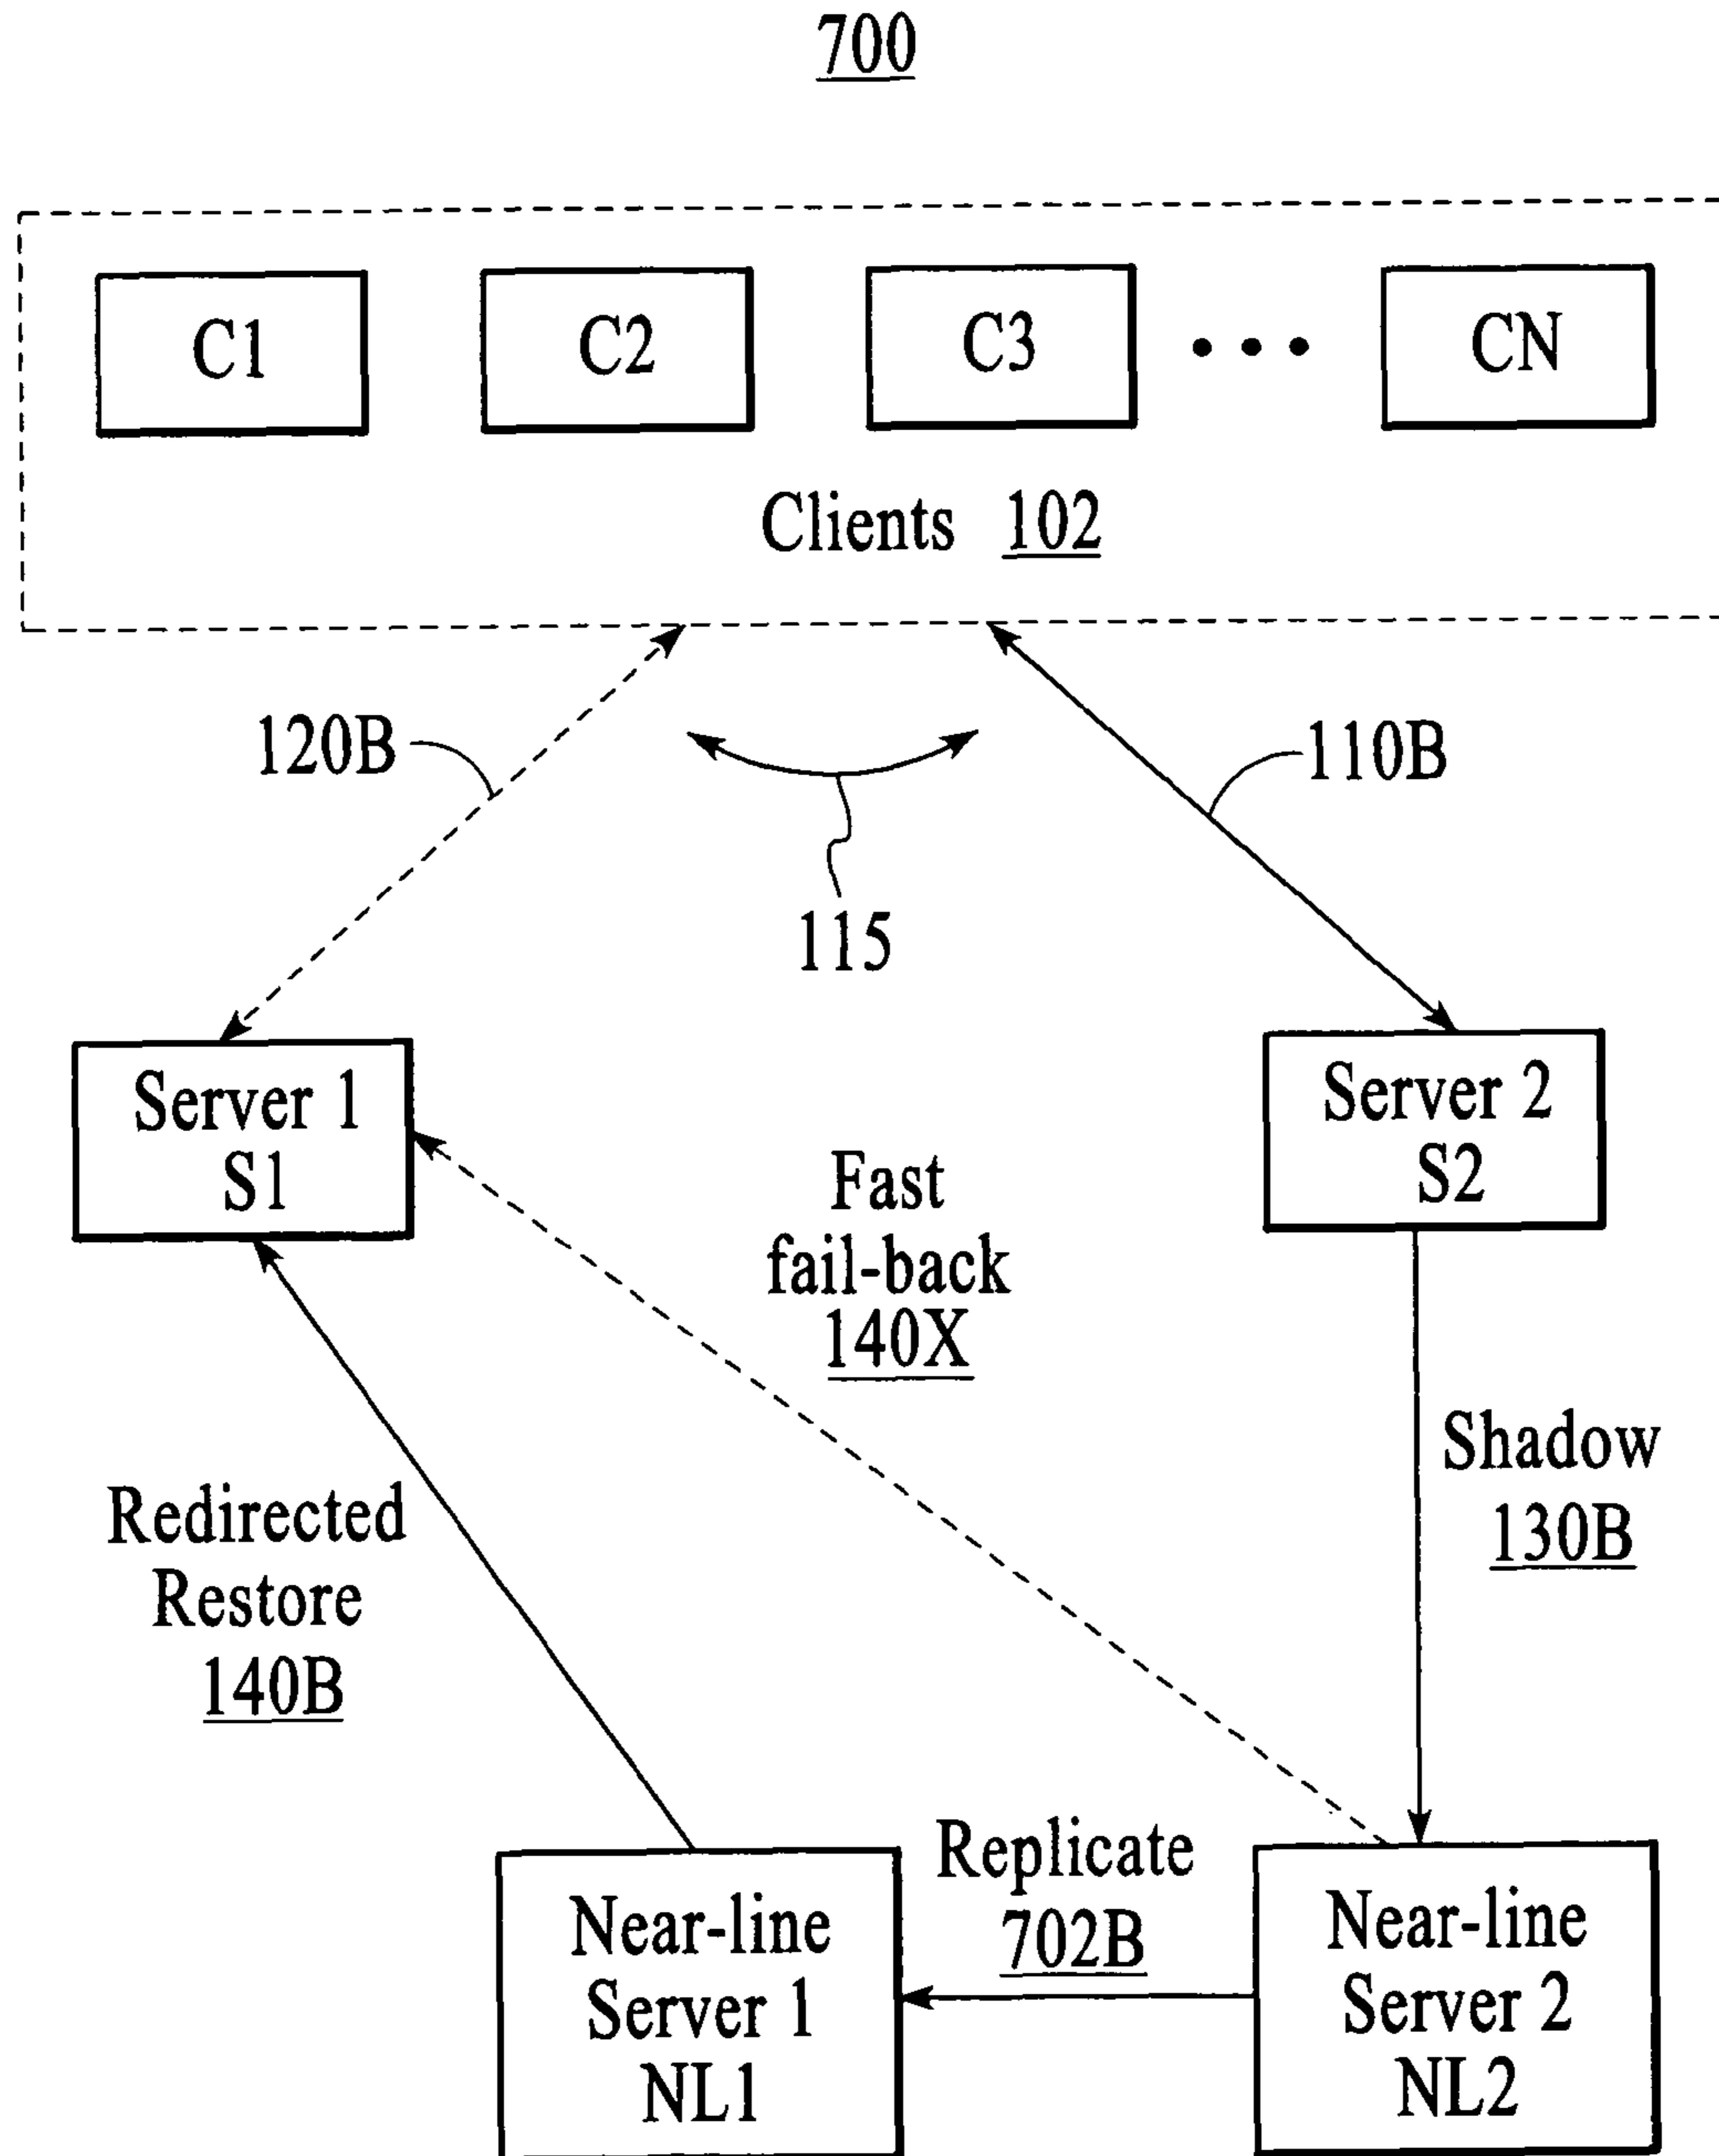 700
C1
C2
C3
CN
Clients 102
120B
110B
115
Server 1
S1
Server 2
S2
Fast
fail-back
140X
Shadow
130B
Redirected
Restore
140B
Replicate
702B
Near-line
Server 1
NL1
Near-line
Server 2
NL2